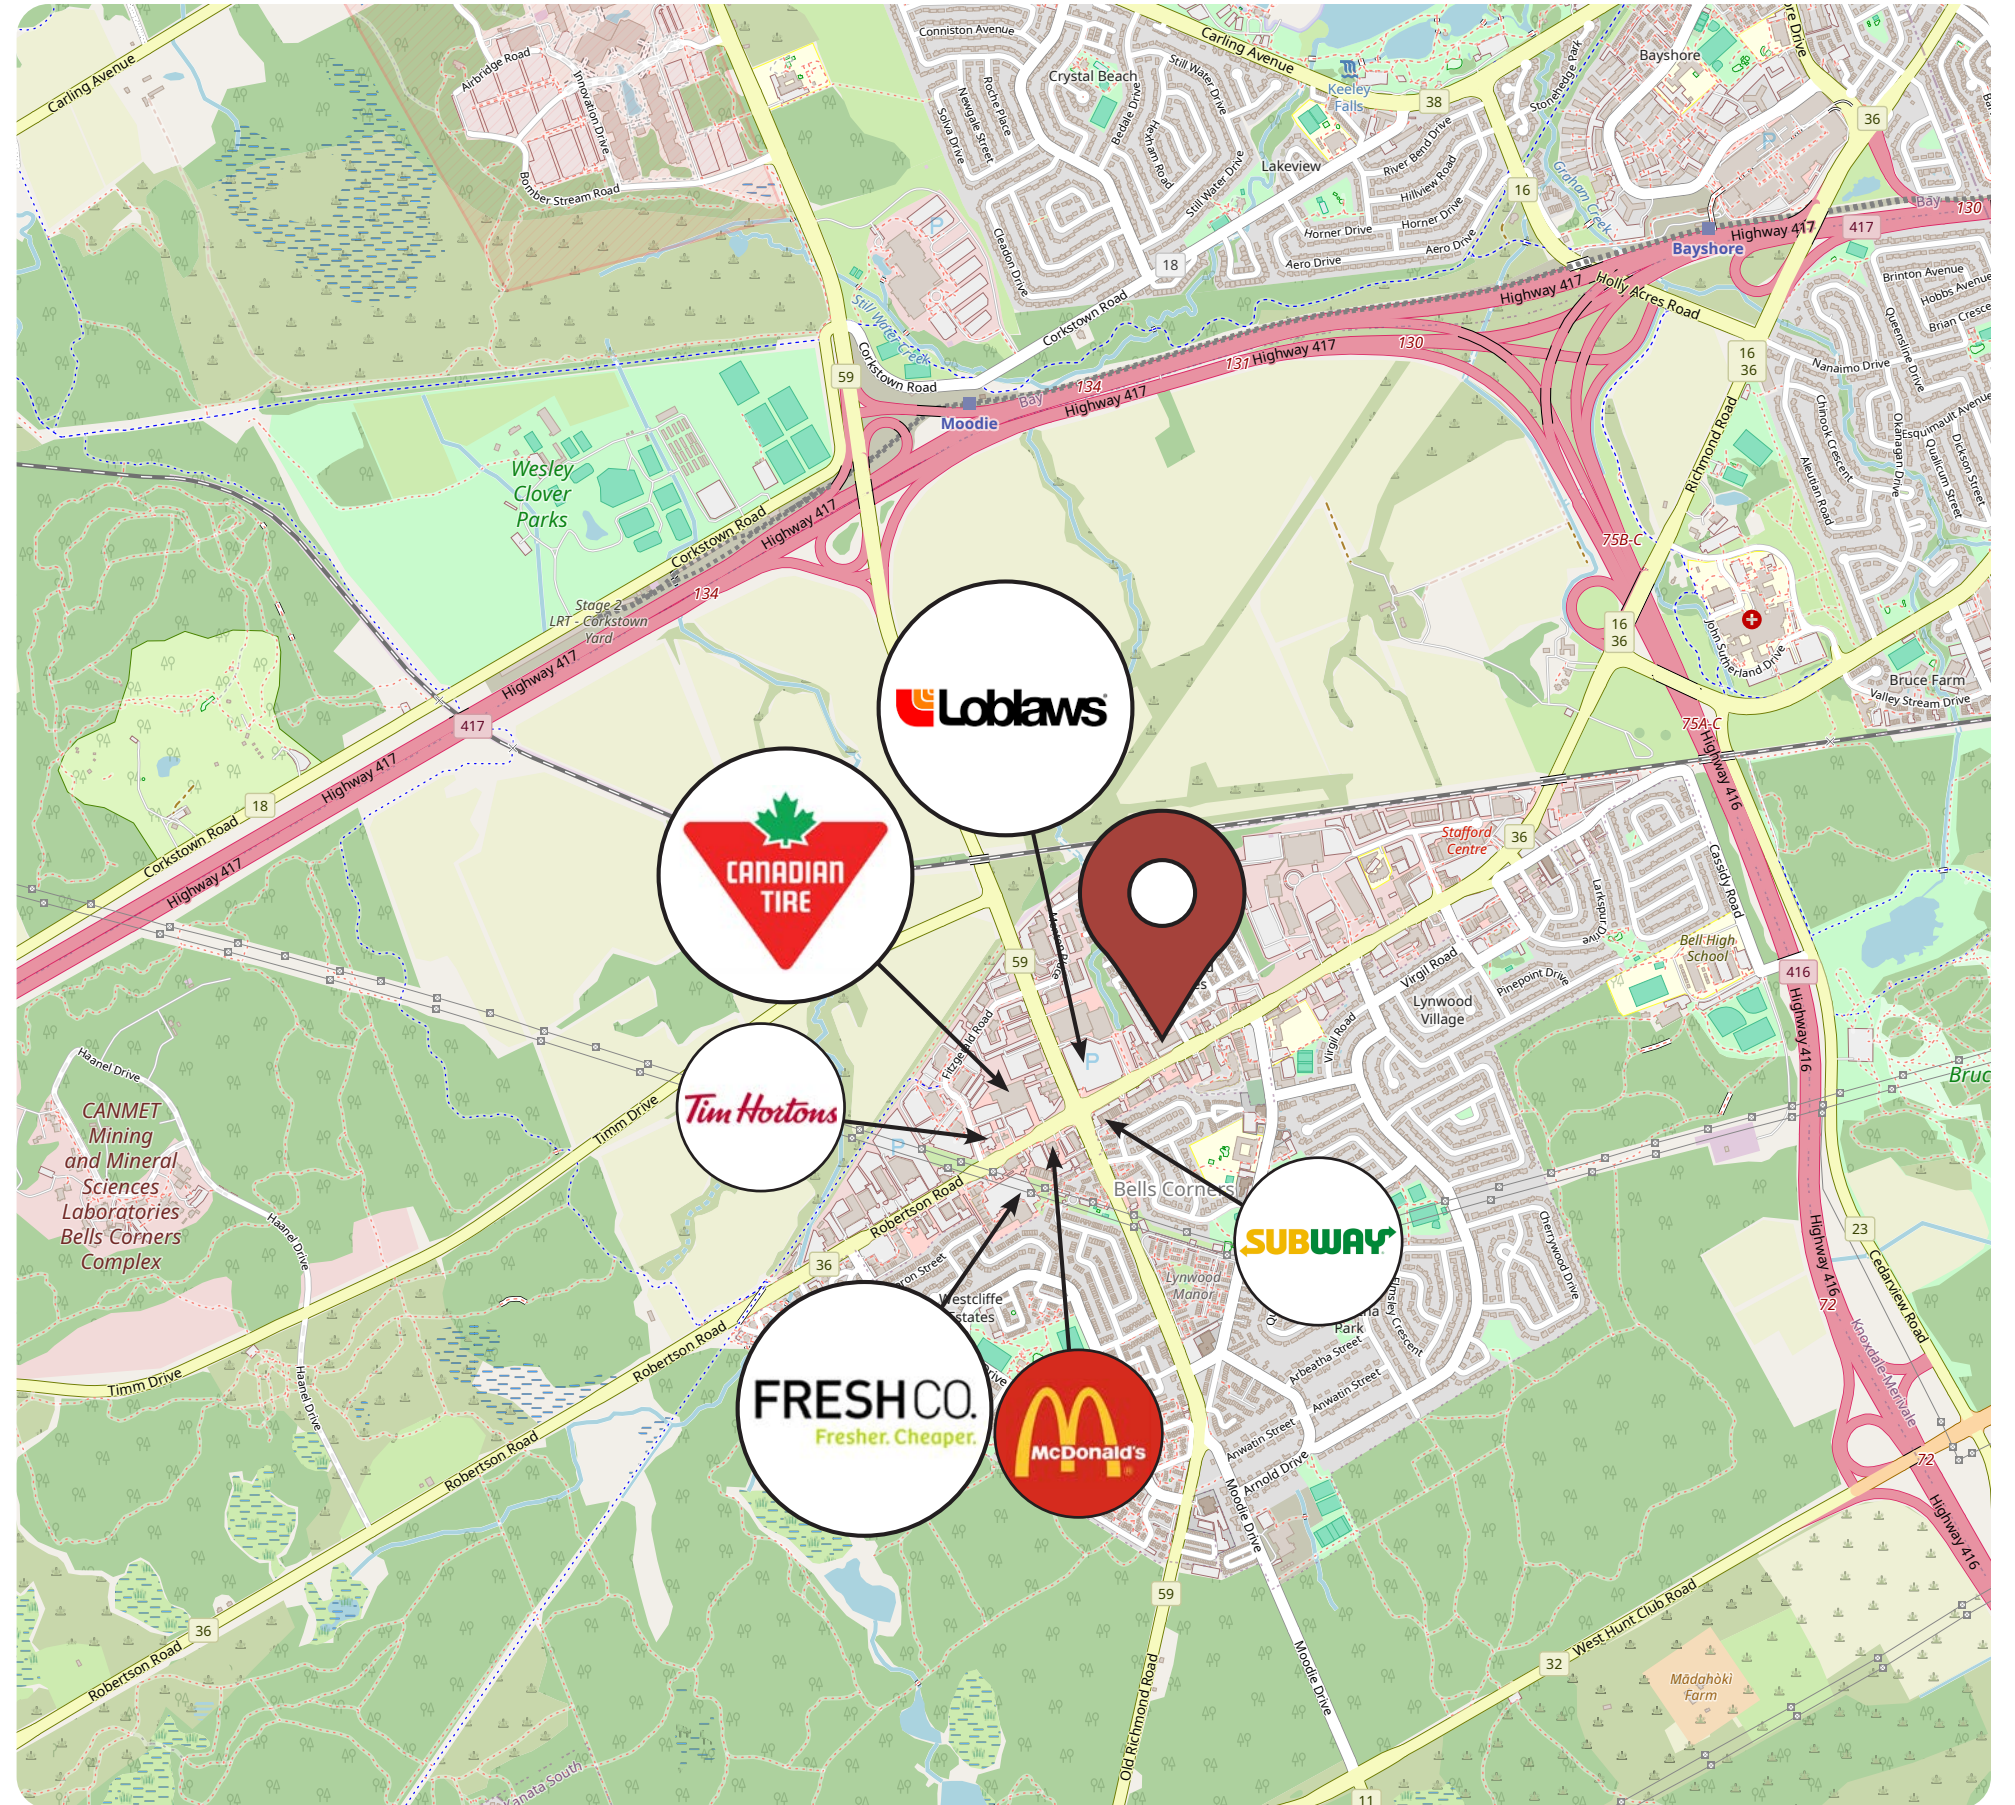 Carling Avenue
Airbridge Road
Innovation Drive
Bomber Stream Road
Conniston Avenue
Crystal Beach
Roche Place
Newgale Street
Solva Drive
Bedale Drive
Still Water Drive
Hexham Road
Still Water Drive
Cleadon Drive
Carling Avenue
Keeley
Falls
38
Lakeview
River Bend Drive
Hillview Road
Horner Drive
Horner Drive
Aero Drive
Aero Drive
Stonehedge Park
16
Graham Creek
Bayshore
P
36
Bay
130
417
Highway 417
Bayshore
Holly Acres Road
Highway 417
18
Corkstown Road
P
Still Water Creek
Corkstown Road
59
Moodie
Bay
134
Highway 417
131
Highway 417
130
16
36
Brinton Avenue
Hobbs Avenue
Queensline Drive
Nanaimo Drive
Chinook Crescent
Okanagan Drive
Esquimault Avenue
Qualicum Street
Dickson Street
Aleutian Road
Richmond Road
Wesley
Clover
Parks
Corkstown Road
Highway 417
134
Stage 2
LRT - Corkstown
Yard
Highway 417
417
Highway 417
18
Corkstown Road
Highway 417
75B-C
16
36
John Sutherland Drive
Bruce Farm
Valley Stream Drive
75A-C
Highway 416
Loblaws
CANADIAN
TIRE
Stafford
Centre
36
Cassidy Road
Larkspur Drive
Bell High
School
Virgil Road
Pinepoint Drive
Lynwood
Village
Virgil Road
416
Highway 416
59
Fitzgerald Road
P
P
Tim Hortons
Timm Drive
Haanel Drive
CANMET
Mining
and Mineral
Sciences
Laboratories
Bells Corners
Complex
Haanel Drive
Haanel Drive
Timm Drive
Robertson Road
36
Bells Corners
SUBWAY
Lynwood
Manor
Park
Cherrywood Drive
Arbeatha Street
Anwatin Street
Anwatin Street
Arnold Drive
Westcliffe
FRESHCO.
Fresher. Cheaper.
McDonald's
Robertson Road
Robertson Road
36
Robertson Road
23
Cedarview Road
Highway 416
72
Knoxdale-Merivale
72
Highway 416
Moodie Drive
59
Old Richmond Road
Moodie Drive
West Hunt Club Road
32
Mādahòkì
Farm
11